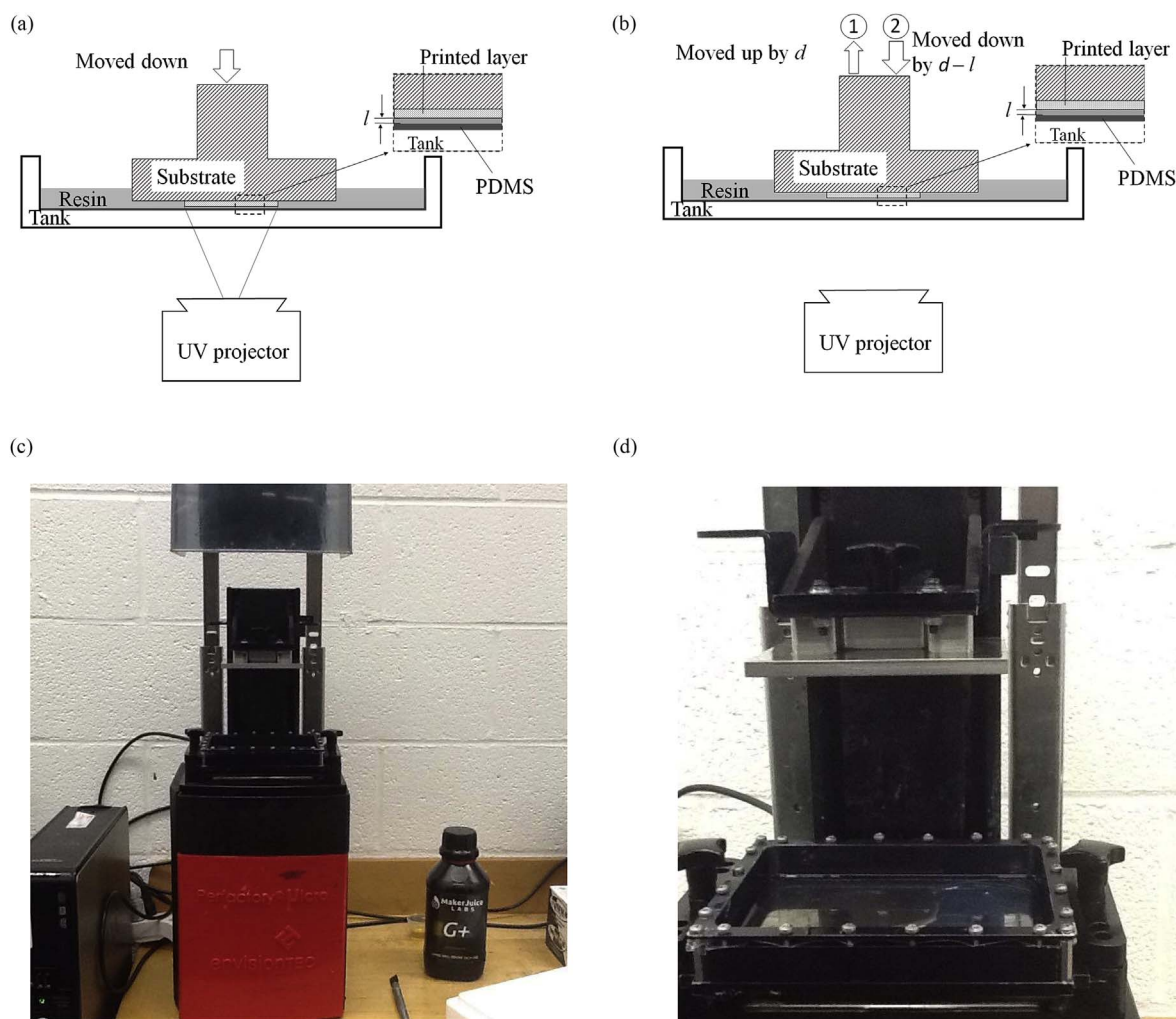 (a)
Moved down
Printed layer
l
Tank
PDMS
Substrate
Resin
Tank
UV projector
(b)
1
2
Moved up by d
Moved down
by d – l
Printed layer
l
Tank
PDMS
Substrate
Resin
Tank
UV projector
(c)
Perfactory Micro
envisionTEC
MakerJuice
LABS
G+
(d)